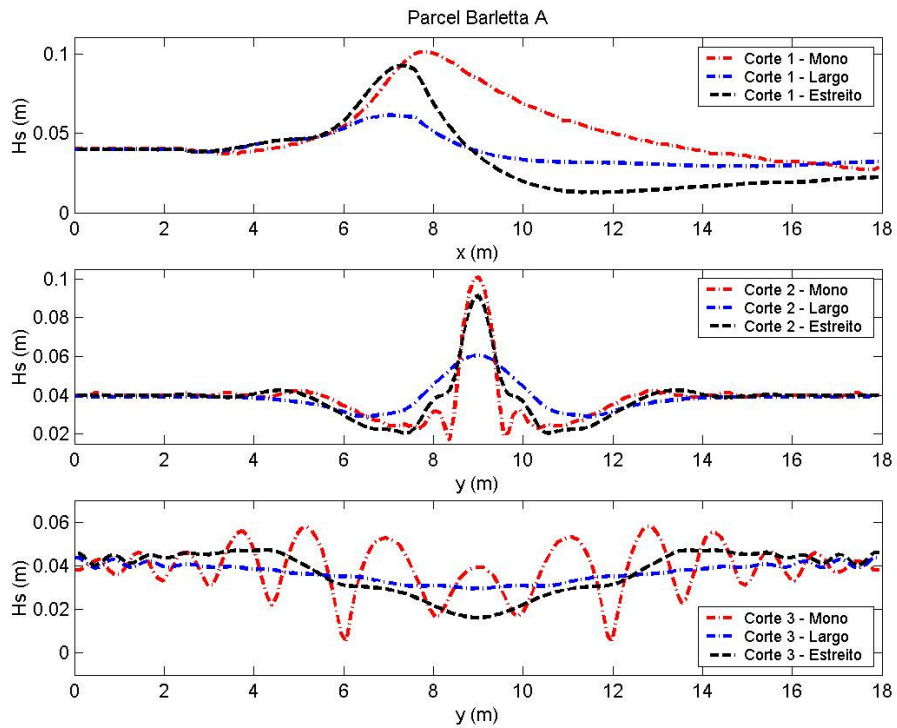 Parcel Barletta A
0.1
0.05
0
Hs (m)
Corte 1 - Mono
Corte 1 - Largo
Corte 1 - Estreito
0 2 4 6 8 10 12 14 16 18
x (m)
0.1
0.08
0.06
0.04
0.02
Hs (m)
Corte 2 - Mono
Corte 2 - Largo
Corte 2 - Estreito
0 2 4 6 8 10 12 14 16 18
y (m)
0.06
0.04
0.02
0
Hs (m)
Corte 3 - Mono
Corte 3 - Largo
Corte 3 - Estreito
0 2 4 6 8 10 12 14 16 18
y (m)